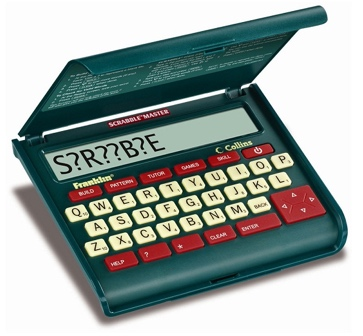 SCRABBLE MASTER
S?R??B?E
Franklin Collins
BUILD PATTERN TUTOR GAMES SKILL
Q W E R T Y U I O P
A S D F G H J K L
Z X C V B N M BACK
HELP ? * CLEAR ENTER